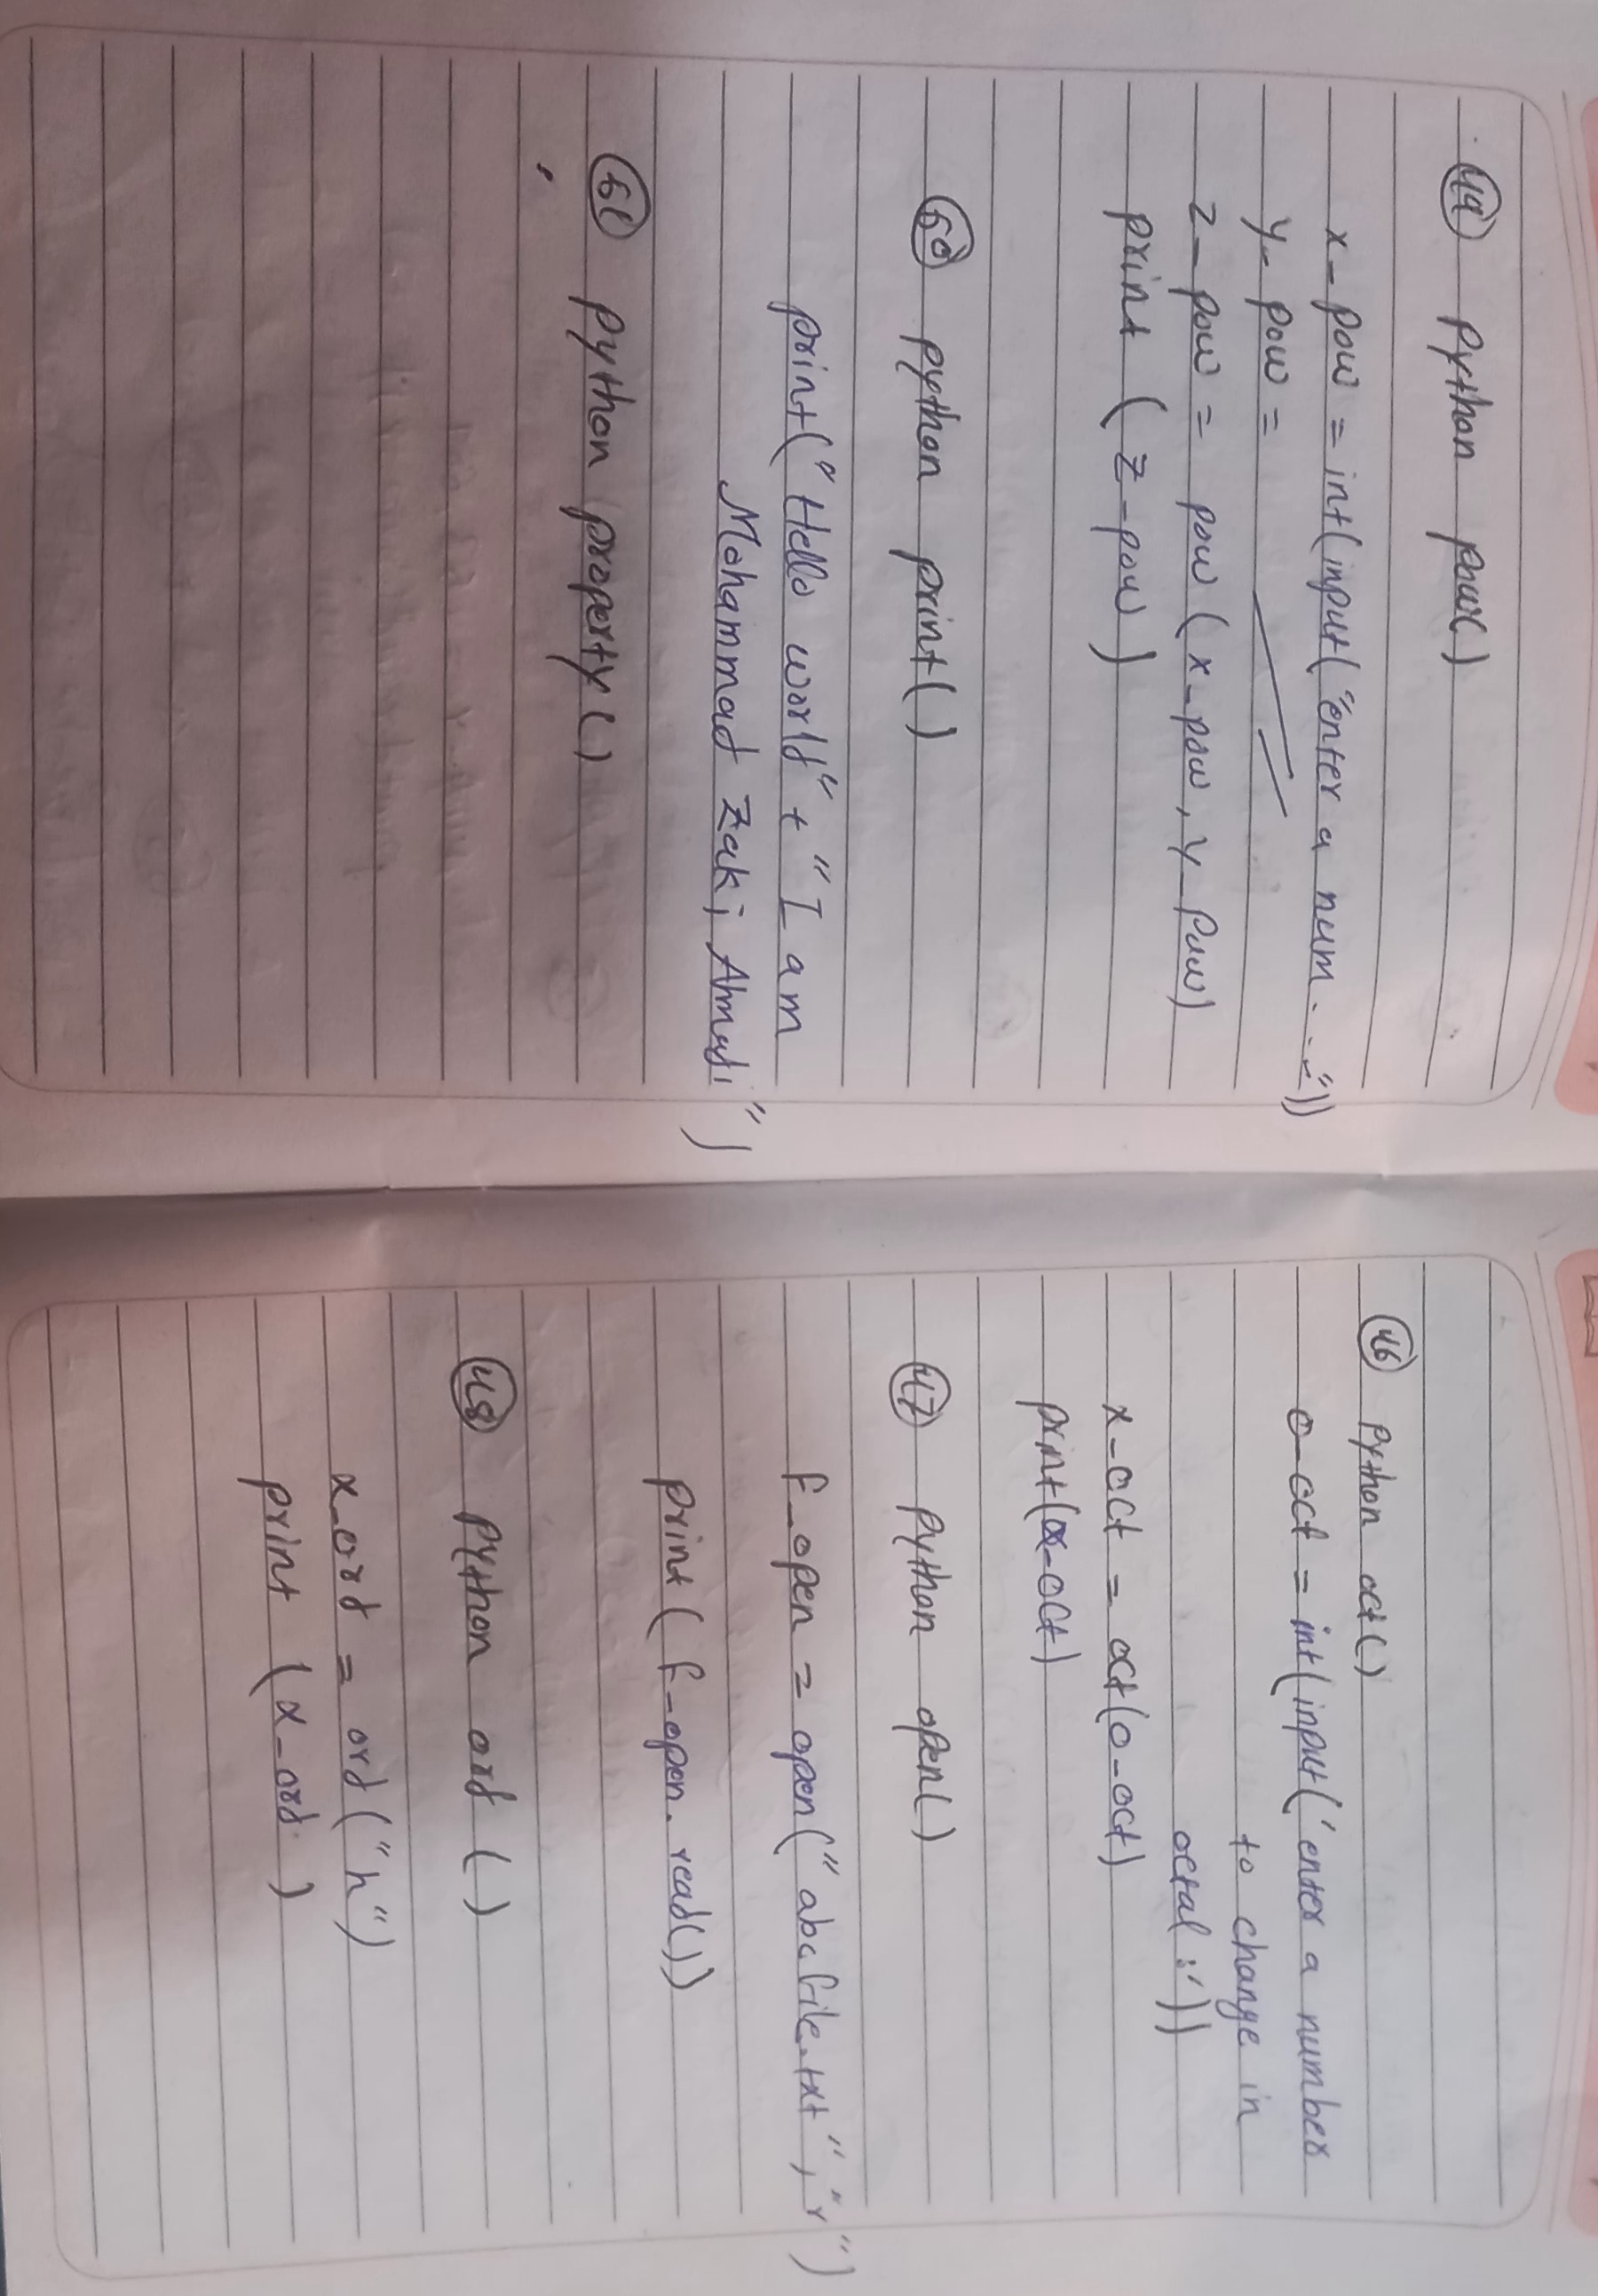 49 Python pow()
x_pow = int(input("enter a num..."))
y_pow =
z_pow = pow(x_pow, y_pow)
print (z_pow)
50 python print()
print("Hello world" + "I am
Mohammad Zaki Ahmadi")
51 python property()
46 Python oct()
o_oct = int(input('enter a number
to change in
octal :'))
x_oct = oct(o_oct)
print(x_oct)
47 python open()
f_open = open("abcfile.txt", "r")
print(f_open.read())
48 python ord ()
x_ord = ord("h")
print (x_ord)